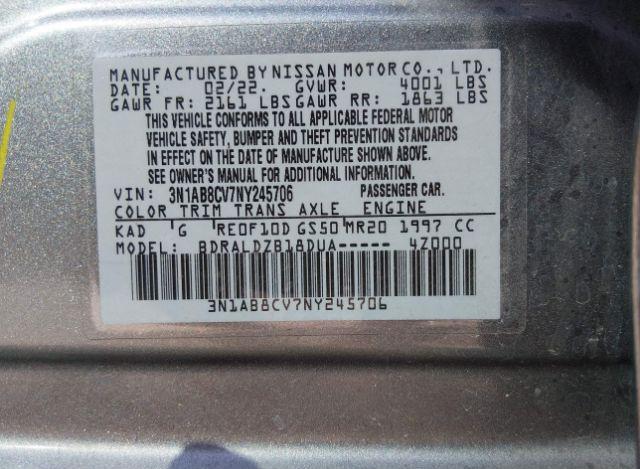 MANUFACTURED BY NISSAN MOTOR CO., LTD.
DATE: 02/22. GVWR: 4001 LBS
GAWR FR: 2161 LBS GAWR RR: 1863 LBS
THIS VEHICLE CONFORMS TO ALL APPLICABLE FEDERAL MOTOR
VEHICLE SAFETY, BUMPER AND THEFT PREVENTION STANDARDS
IN EFFECT ON THE DATE OF MANUFACTURE SHOWN ABOVE.
SEE OWNER'S MANUAL FOR ADDITIONAL INFORMATION.
VIN: 3N1AB8CV7NY245706 PASSENGER CAR.
COLOR TRIM TRANS AXLE ENGINE
KAD G RE0F10D GS50 MR20 1997 CC
MODEL: BDRALDZB18DUA----- 4Z000
3N1AB8CV7NY245706